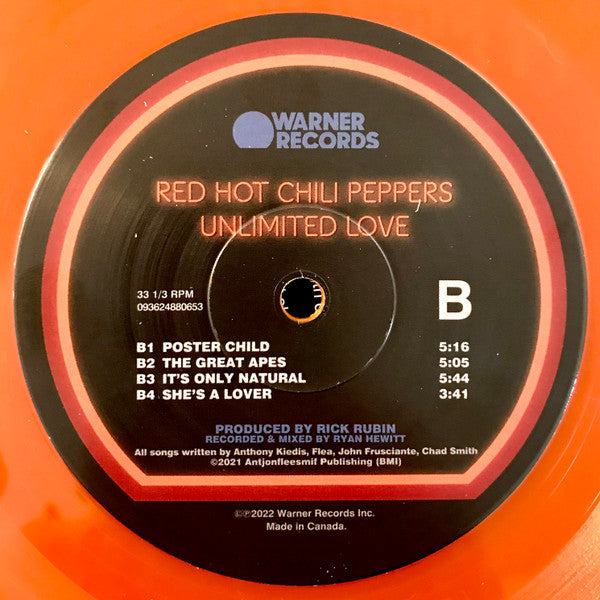 WARNER
RECORDS
RED HOT CHILI PEPPERS
UNLIMITED LOVE
33 1/3 RPM
093624880653
B
B1 POSTER CHILD 5:16
B2 THE GREAT APES 5:05
B3 IT'S ONLY NATURAL 5:44
B4 SHE'S A LOVER 3:41
PRODUCED BY RICK RUBIN
RECORDED & MIXED BY RYAN HEWITT
All songs written by Anthony Kiedis, Flea, John Frusciante, Chad Smith
©2021 Antjonfleesmif Publishing (BMI)
©℗2022 Warner Records Inc.
Made in Canada.